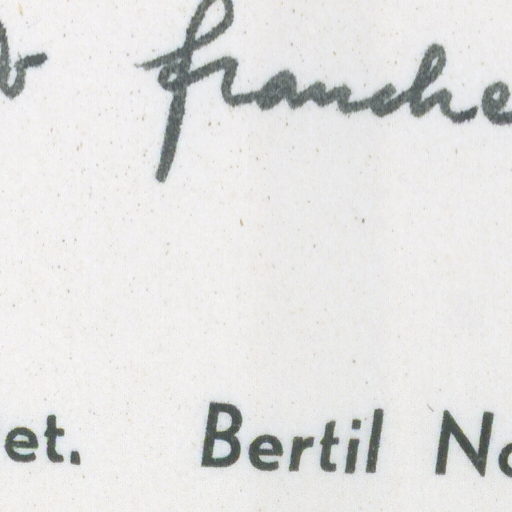 franche
et. Bertil No